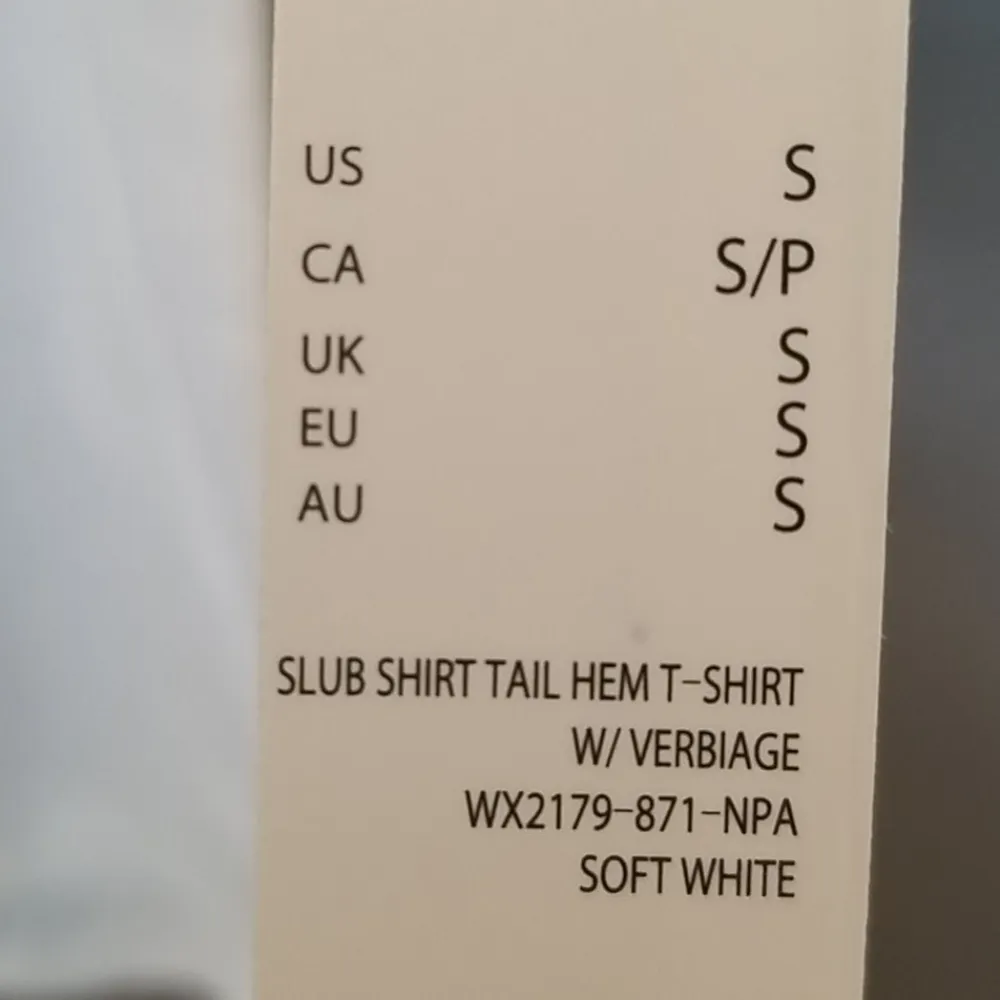 US S
CA S/P
UK S
EU S
AU S
SLUB SHIRT TAIL HEM T-SHIRT
W/ VERBIAGE
WX2179-871-NPA
SOFT WHITE